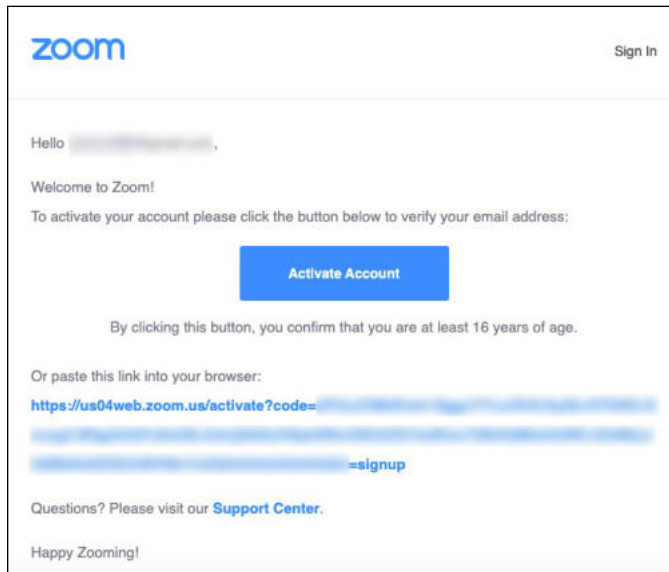 zoom
Sign In
Hello ,
Welcome to Zoom!
To activate your account please click the button below to verify your email address:
Activate Account
By clicking this button, you confirm that you are at least 16 years of age.
Or paste this link into your browser:
https://us04web.zoom.us/activate?code=
=signup
Questions? Please visit our Support Center.
Happy Zooming!